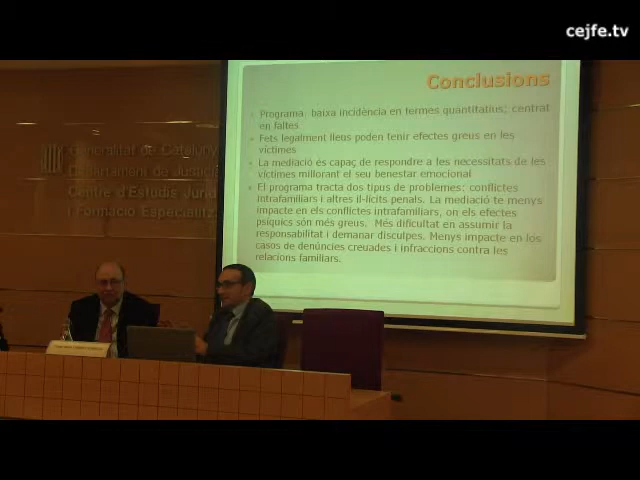 cejfe.tv
Conclusions
Programa: baixa incidència en termes quantitatius; centrat
en faltes
Fets legalment lleus poden tenir efectes greus en les
víctimes
La mediació és capaç de respondre a les necessitats de les
víctimes millorant el seu benestar emocional
El programa tracta dos tipus de problemes: conflictes
intrafamiliars i altres il·lícits penals. La mediació té menys
impacte en els conflictes intrafamiliars, on els efectes
psíquics són més greus. Més dificultat en assumir la
responsabilitat i demanar disculpes. Menys impacte en los
casos de denúncies creuades i infraccions contra les
relacions familiars.
Generalitat de Catalunya
Departament de Justícia
Centre d'Estudis Jurí
i Formació Especialitz